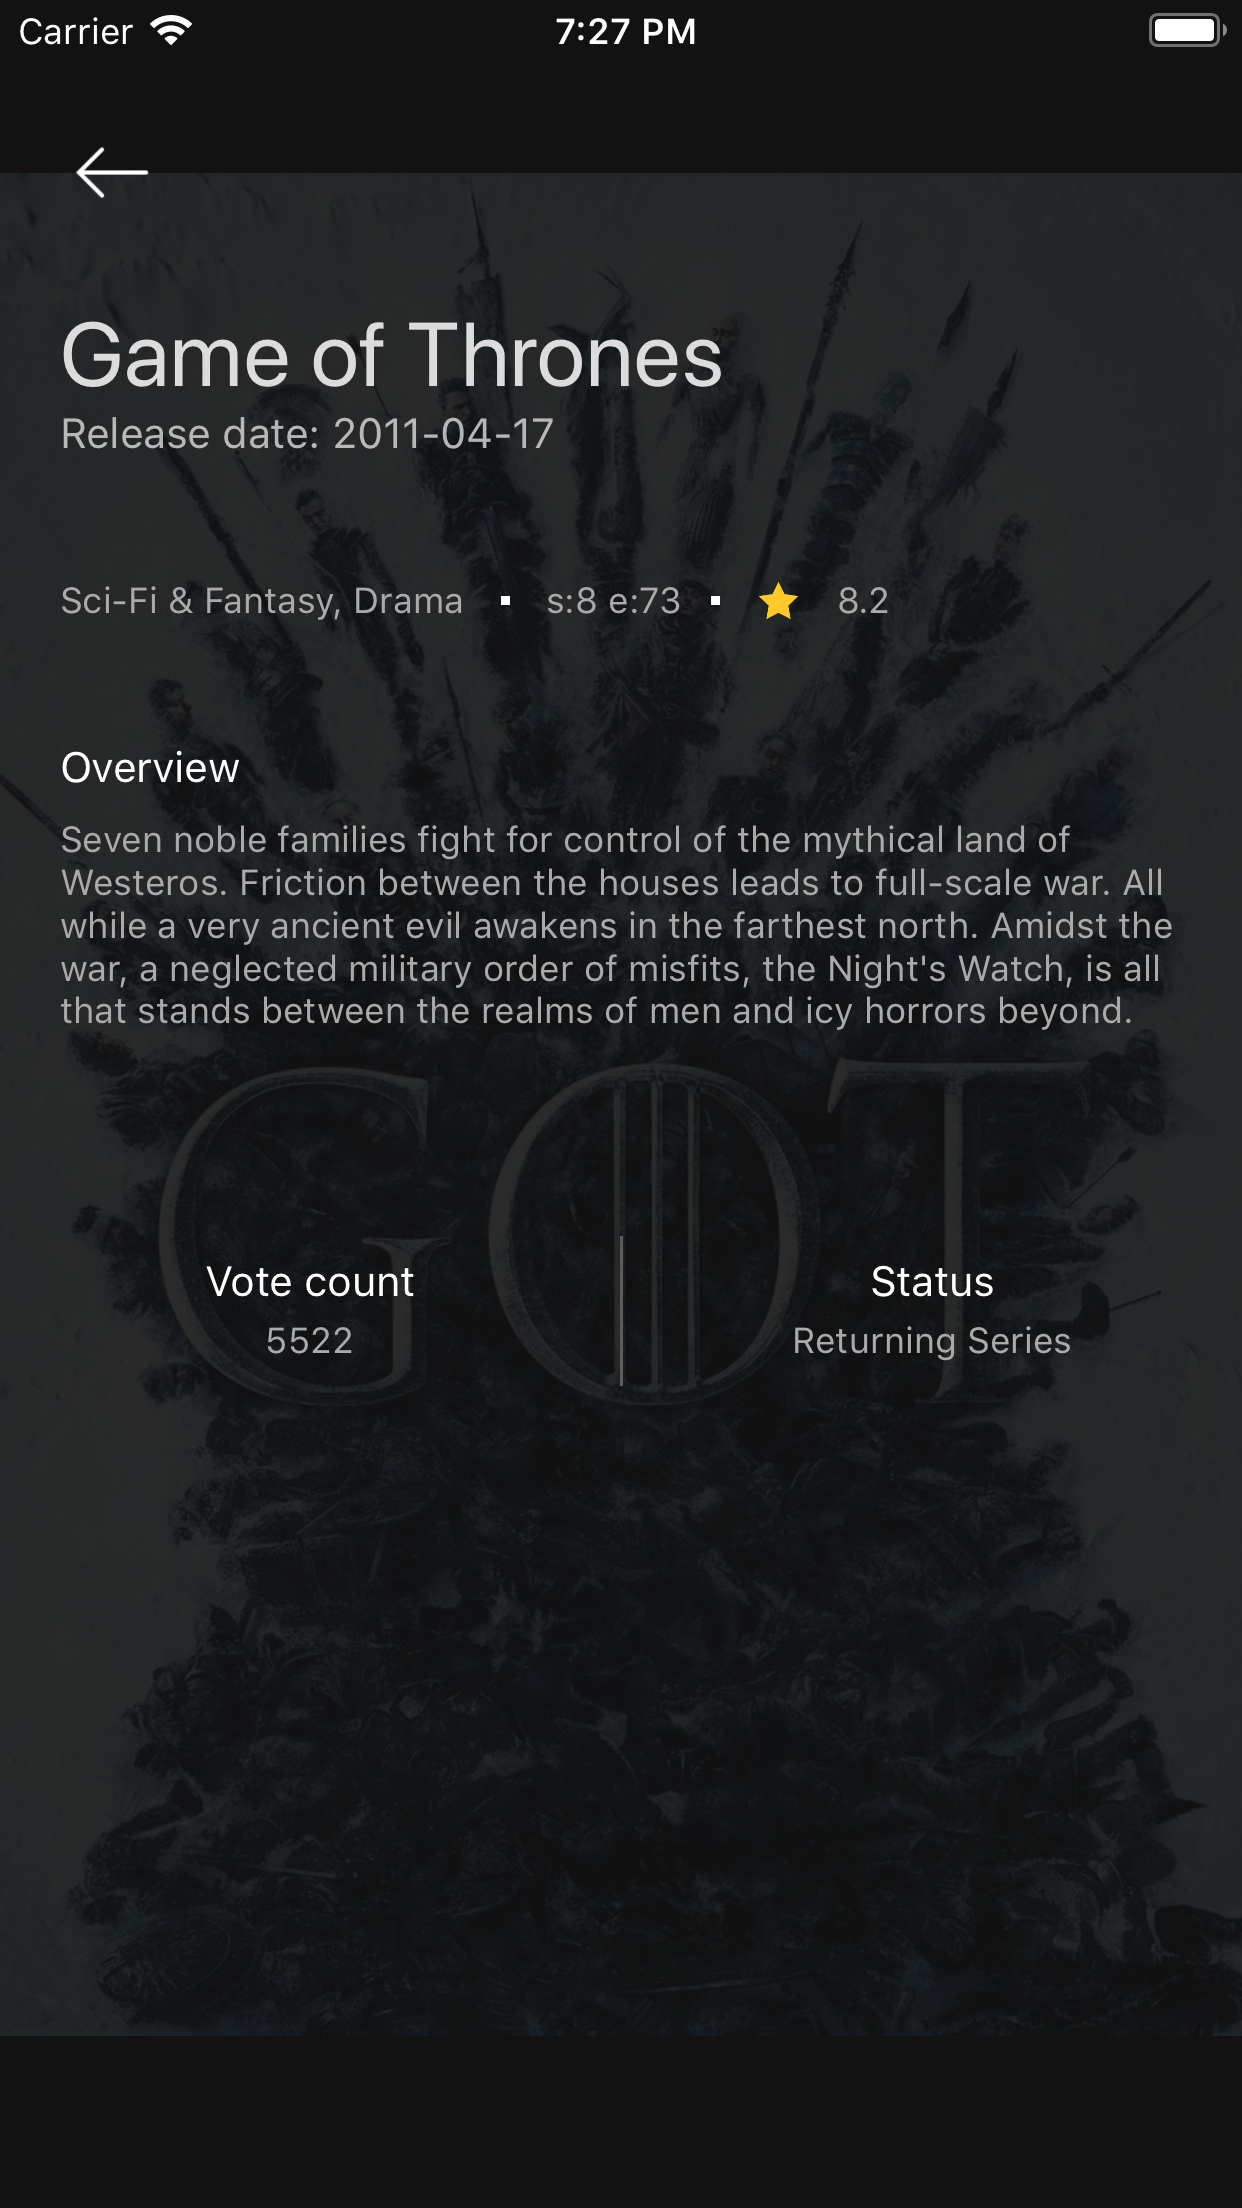 Carrier 7:27 PM
Game of Thrones
Release date: 2011-04-17
Sci-Fi & Fantasy, Drama ▪ s:8 e:73 ▪ ⭐ 8.2
Overview
Seven noble families fight for control of the mythical land of
Westeros. Friction between the houses leads to full-scale war. All
while a very ancient evil awakens in the farthest north. Amidst the
war, a neglected military order of misfits, the Night's Watch, is all
that stands between the realms of men and icy horrors beyond.
GOT
Vote count
5522
Status
Returning Series